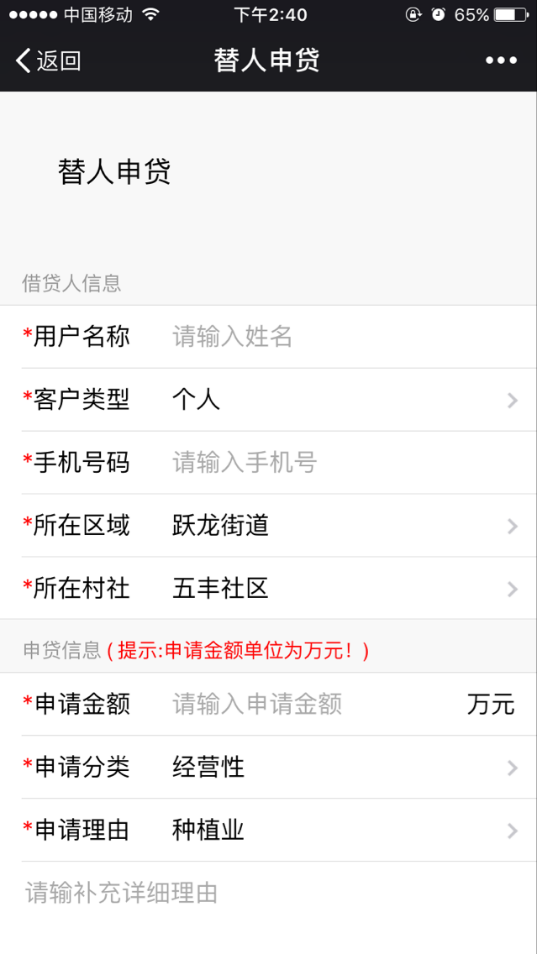 中国移动 下午2:40 65%
返回 替人申贷
替人申贷
借贷人信息
*用户名称 请输入姓名
*客户类型 个人
*手机号码 请输入手机号
*所在区域 跃龙街道
*所在村社 五丰社区
申贷信息(提示:申请金额单位为万元！)
*申请金额 请输入申请金额 万元
*申请分类 经营性
*申请理由 种植业
请输补充详细理由